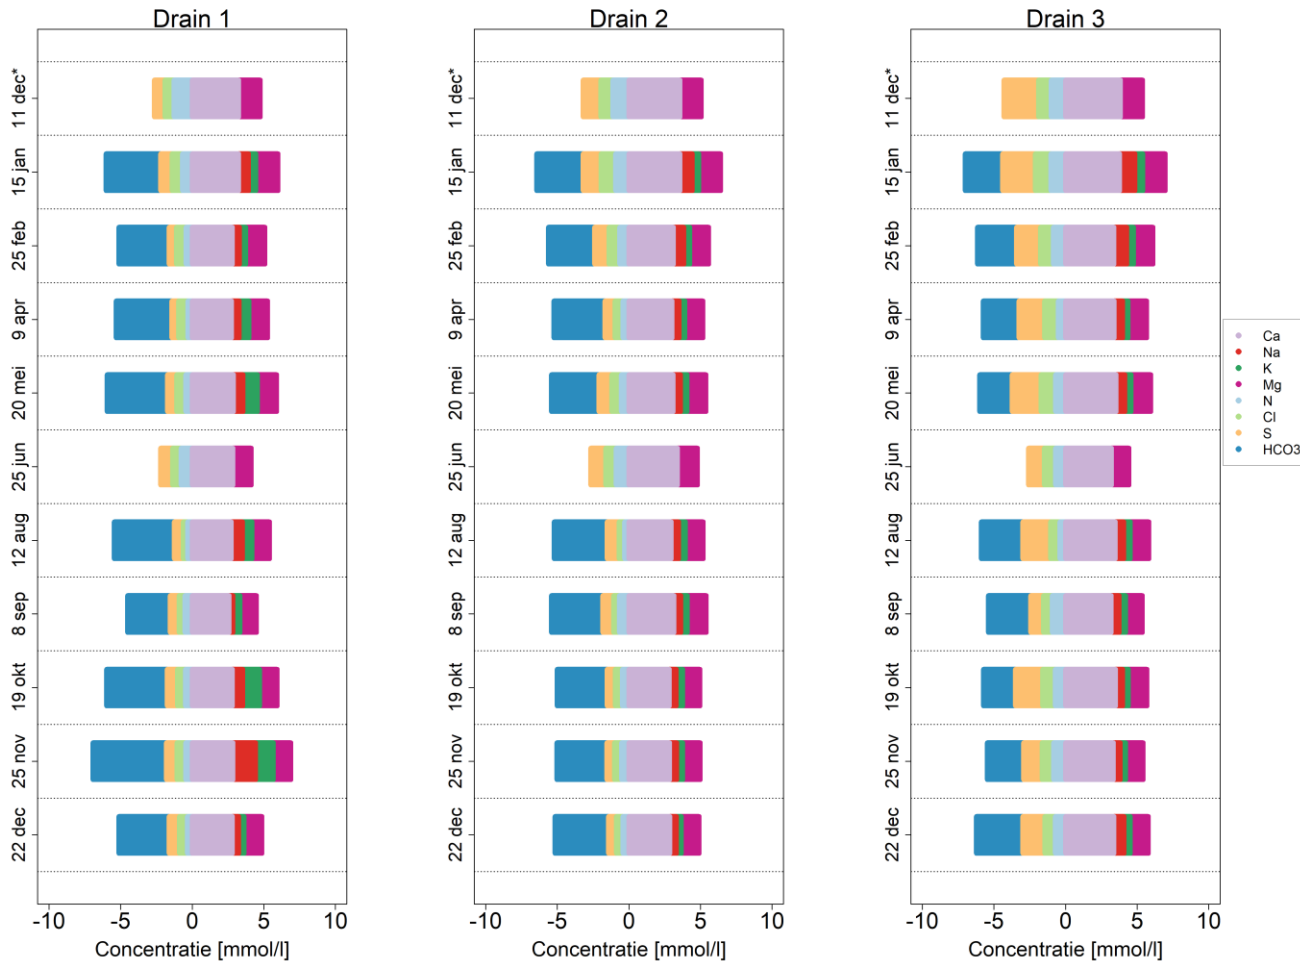 Drain 1
Drain 2
Drain 3
11 dec*
15 jan
25 feb
9 apr
20 mei
25 jun
12 aug
8 sep
19 okt
25 nov
22 dec
-10 -5 0 5 10
Concentratie [mmol/l]
11 dec*
15 jan
25 feb
9 apr
20 mei
25 jun
12 aug
8 sep
19 okt
25 nov
22 dec
-10 -5 0 5 10
Concentratie [mmol/l]
11 dec*
15 jan
25 feb
9 apr
20 mei
25 jun
12 aug
8 sep
19 okt
25 nov
22 dec
-10 -5 0 5 10
Concentratie [mmol/l]
Ca
Na
K
Mg
N
Cl
S
HCO3